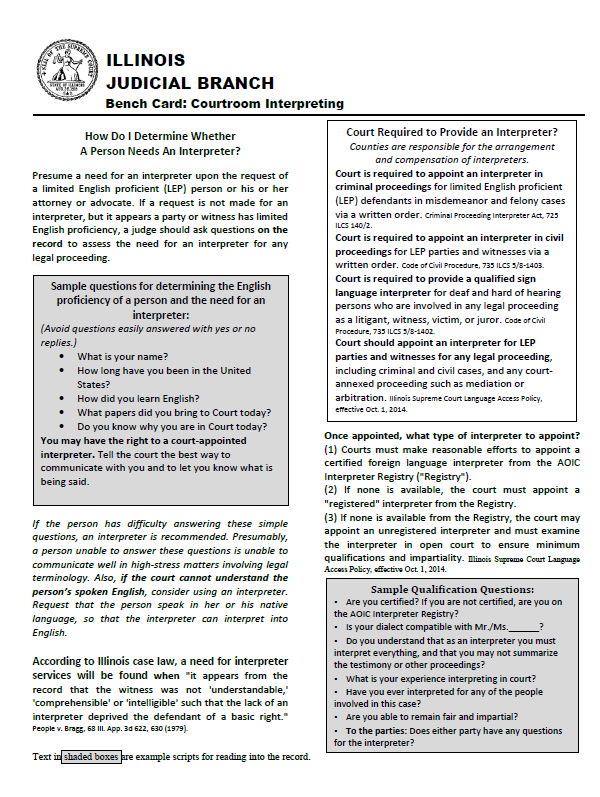 ILLINOIS
JUDICIAL BRANCH
Bench Card: Courtroom Interpreting
How Do I Determine Whether
A Person Needs An Interpreter?
Presume a need for an interpreter upon the request of
a limited English proficient (LEP) person or his or her
attorney or advocate. If a request is not made for an
interpreter, but it appears a party or witness has limited
English proficiency, a judge should ask questions on the
record to assess the need for an interpreter for any
legal proceeding.
Sample questions for determining the English
proficiency of a person and the need for an
interpreter:
(Avoid questions easily answered with yes or no
replies.)
• What is your name?
• How long have you been in the United
States?
• How did you learn English?
• What papers did you bring to Court today?
• Do you know why you are in Court today?
You may have the right to a court-appointed
interpreter. Tell the court the best way to
communicate with you and to let you know what is
being said.
If the person has difficulty answering these simple
questions, an interpreter is recommended. Presumably,
a person unable to answer these questions is unable to
communicate well in high-stress matters involving legal
terminology. Also, if the court cannot understand the
person's spoken English, consider using an interpreter.
Request that the person speak in her or his native
language, so that the interpreter can interpret into
English.
According to Illinois case law, a need for interpreter
services will be found when "it appears from the
record that the witness was not 'understandable,'
'comprehensible' or 'intelligible' such that the lack of an
interpreter deprived the defendant of a basic right."
People v. Bragg, 68 Ill. App. 3d 622, 630 (1979).
Text in shaded boxes are example scripts for reading into the record.
Court Required to Provide an Interpreter?
Counties are responsible for the arrangement
and compensation of interpreters.
Court is required to appoint an interpreter in
criminal proceedings for limited English proficient
(LEP) defendants in misdemeanor and felony cases
via a written order. Criminal Proceeding Interpreter Act, 725
ILCS 140/2.
Court is required to appoint an interpreter in civil
proceedings for LEP parties and witnesses via a
written order. Code of Civil Procedure, 735 ILCS 5/8-1403.
Court is required to provide a qualified sign
language interpreter for deaf and hard of hearing
persons who are involved in any legal proceeding
as a litigant, witness, victim, or juror. Code of Civil
Procedure, 735 ILCS 5/8-1402.
Court should appoint an interpreter for LEP
parties and witnesses for any legal proceeding,
including criminal and civil cases, and any court-
annexed proceeding such as mediation or
arbitration. Illinois Supreme Court Language Access Policy,
effective Oct. 1, 2014.
Once appointed, what type of interpreter to appoint?
(1) Courts must make reasonable efforts to appoint a
certified foreign language interpreter from the AOIC
Interpreter Registry ("Registry").
(2) If none is available, the court must appoint a
"registered" interpreter from the Registry.
(3) If none is available from the Registry, the court may
appoint an unregistered interpreter and must examine
the interpreter in open court to ensure minimum
qualifications and impartiality. Illinois Supreme Court Language
Access Policy, effective Oct. 1, 2014.
Sample Qualification Questions:
• Are you certified? If you are not certified, are you on
the AOIC Interpreter Registry?
• Is your dialect compatible with Mr./Ms.______?
• Do you understand that as an interpreter you must
interpret everything, and that you may not summarize
the testimony or other proceedings?
• What is your experience interpreting in court?
• Have you ever interpreted for any of the people
involved in this case?
• Are you able to remain fair and impartial?
• To the parties: Does either party have any questions
for the interpreter?